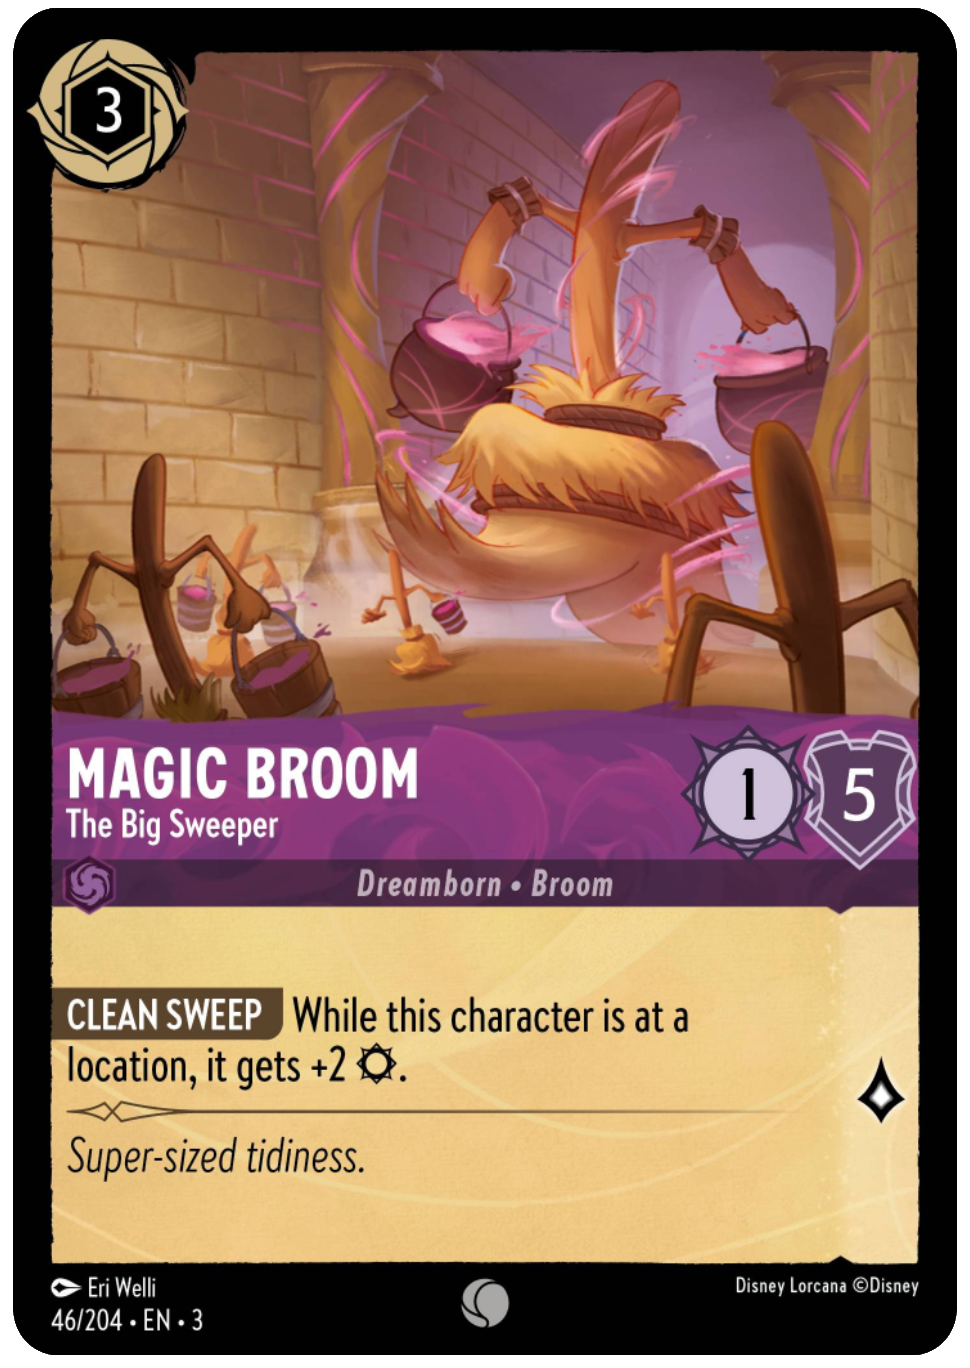 3
MAGIC BROOM
The Big Sweeper
1 5
Dreamborn • Broom
CLEAN SWEEP While this character is at a
location, it gets +2 .
Super-sized tidiness.
Eri Welli
Disney Lorcana ©Disney
46/204 • EN • 3